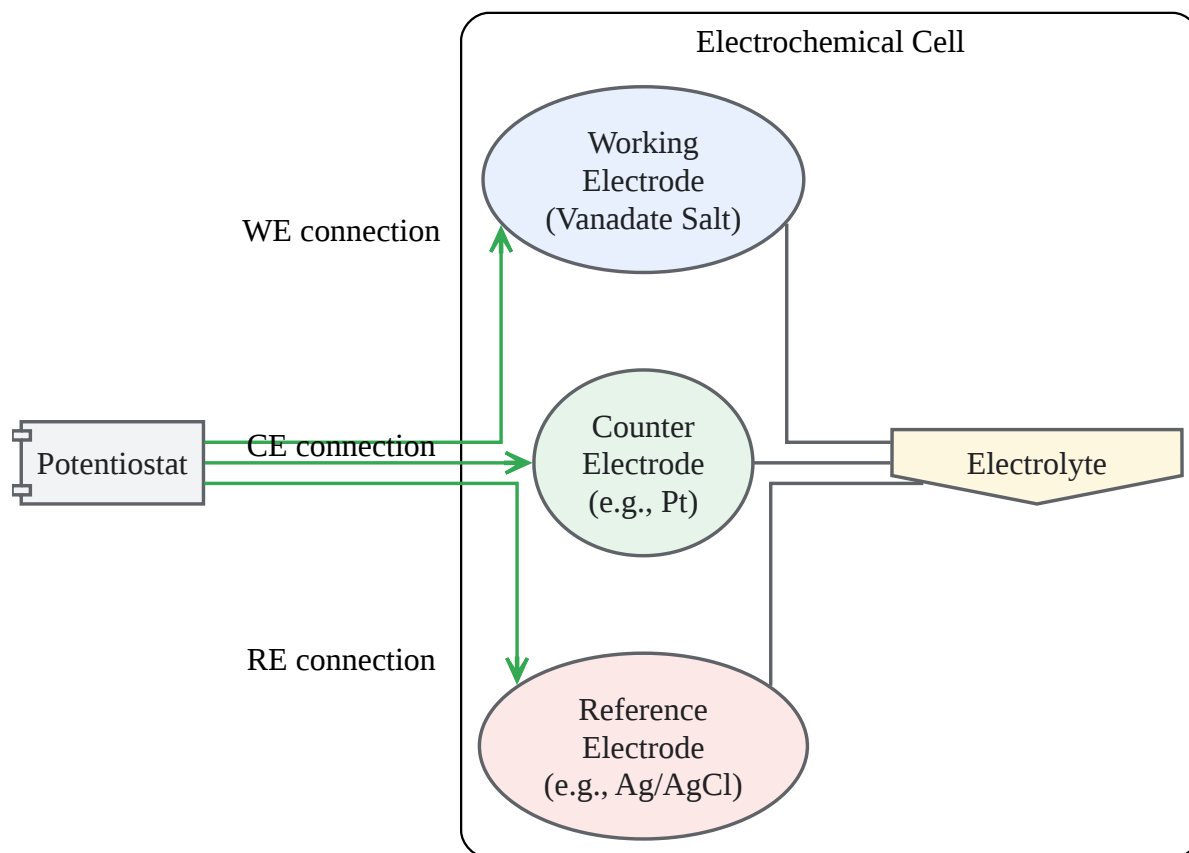 Electrochemical Cell
Working
Electrode
(Vanadate Salt)
WE connection
Counter
Electrode
(e.g., Pt)
CE connection
Potentiostat
Electrolyte
RE connection
Reference
Electrode
(e.g., Ag/AgCl)